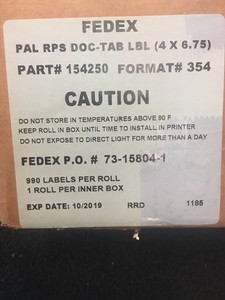 FEDEX
PAL RPS DOC-TAB LBL (4 X 6.75)
PART# 154250 FORMAT# 354
CAUTION
DO NOT STORE IN TEMPERATURES ABOVE 90 F
KEEP ROLL IN BOX UNTIL TIME TO INSTALL IN PRINTER
DO NOT EXPOSE TO DIRECT LIGHT FOR MORE THAN A DAY
FEDEX P.O. # 73-15804-1
990 LABELS PER ROLL
1 ROLL PER INNER BOX
EXP DATE: 10/2019 RRD 1185